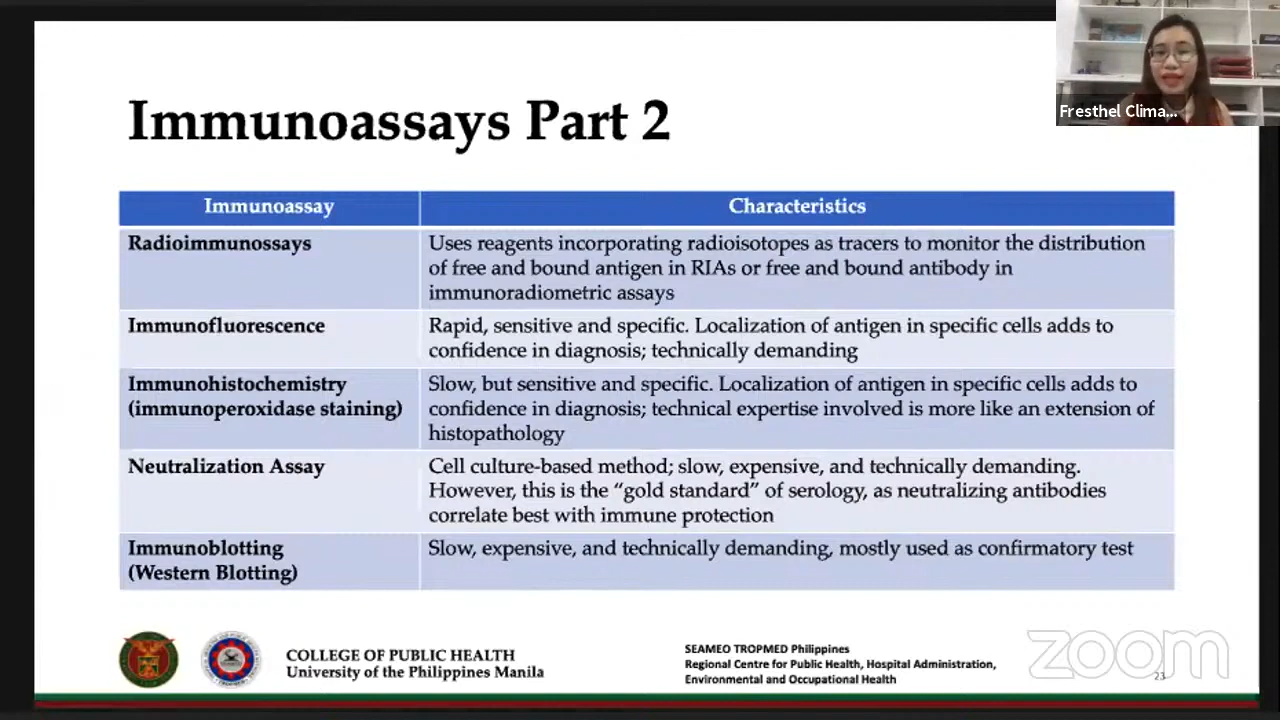 Immunoassays Part 2
Fresthel Clima...
Immunoassay
Characteristics
Radioimmunossays
Uses reagents incorporating radioisotopes as tracers to monitor the distribution
of free and bound antigen in RIAs or free and bound antibody in
immunoradiometric assays
Immunofluorescence
Rapid, sensitive and specific. Localization of antigen in specific cells adds to
confidence in diagnosis; technically demanding
Immunohistochemistry
(immunoperoxidase staining)
Slow, but sensitive and specific. Localization of antigen in specific cells adds to
confidence in diagnosis; technical expertise involved is more like an extension of
histopathology
Neutralization Assay
Cell culture-based method; slow, expensive, and technically demanding.
However, this is the “gold standard” of serology, as neutralizing antibodies
correlate best with immune protection
Immunoblotting
(Western Blotting)
Slow, expensive, and technically demanding, mostly used as confirmatory test
COLLEGE OF PUBLIC HEALTH
University of the Philippines Manila
SEAMEO TROPMED Philippines
Regional Centre for Public Health, Hospital Administration,
Environmental and Occupational Health
zoom
23